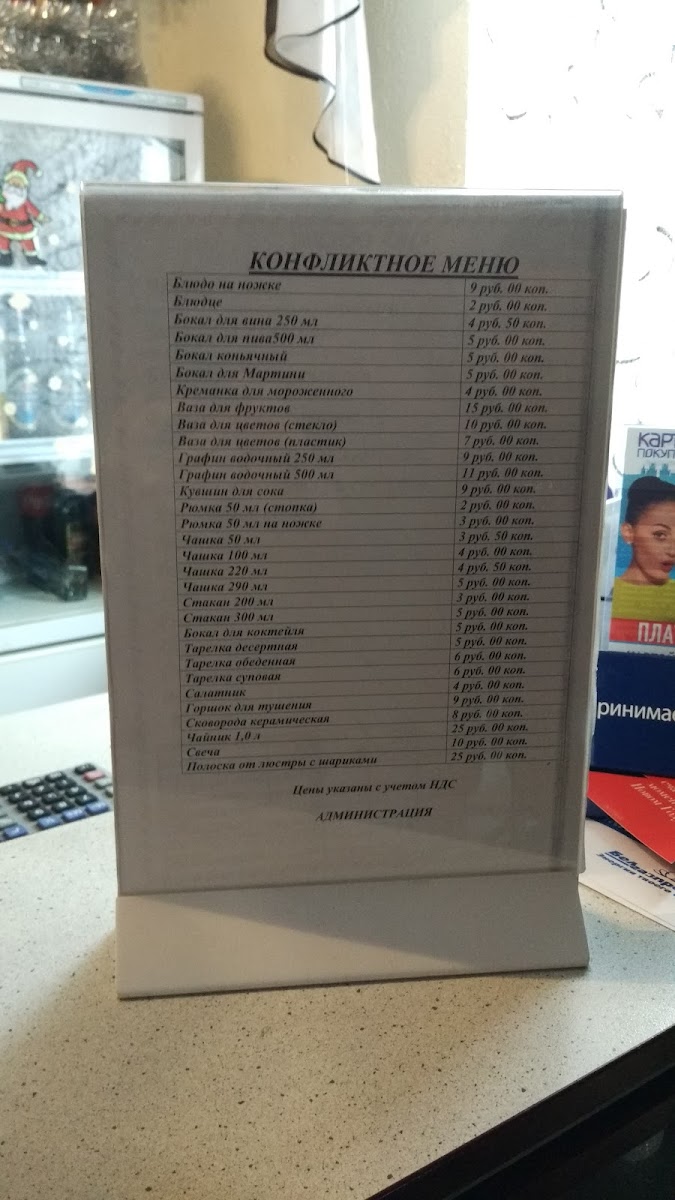 КОНФЛИКТНОЕ МЕНЮ
Блюдо на ножке 9 руб. 00 коп.
Блюдце 2 руб. 00 коп.
Бокал для вина 250 мл 4 руб. 50 коп.
Бокал для пива500 мл 5 руб. 00 коп.
Бокал коньячный 5 руб. 00 коп.
Бокал для Мартини 5 руб. 00 коп.
Креманка для мороженного 4 руб. 00 коп.
Ваза для фруктов 15 руб. 00 коп.
Ваза для цветов (стекло) 10 руб. 00 коп.
Ваза для цветов (пластик) 7 руб. 00 коп.
Графин водочный 250 мл 9 руб. 00 коп.
Графин водочный 500 мл 11 руб. 00 коп.
Кувшин для сока 9 руб. 00 коп.
Рюмка 50 мл (стопка) 2 руб. 00 коп.
Рюмка 50 мл на ножке 3 руб. 00 коп.
Чашка 50 мл 3 руб. 50 коп.
Чашка 100 мл 4 руб. 00 коп.
Чашка 220 мл 4 руб. 50 коп.
Чашка 290 мл 5 руб. 00 коп.
Стакан 200 мл 3 руб. 00 коп.
Стакан 300 мл 5 руб. 00 коп.
Бокал для коктейля 5 руб. 00 коп.
Тарелка десертная 5 руб. 00 коп.
Тарелка обеденная 6 руб. 00 коп.
Тарелка суповая 6 руб. 00 коп.
Салатник 4 руб. 00 коп.
Горшок для тушения 9 руб. 00 коп.
Сковорода керамическая 8 руб. 00 коп.
Чайник 1,0 л 25 руб. 00 коп.
Свеча 10 руб. 00 коп.
Полоска от люстры с шариками 25 руб. 00 коп.
Цены указаны с учетом НДС
АДМИНИСТРАЦИЯ
КАРТ
ПОКУП
ПЛА
ринимае